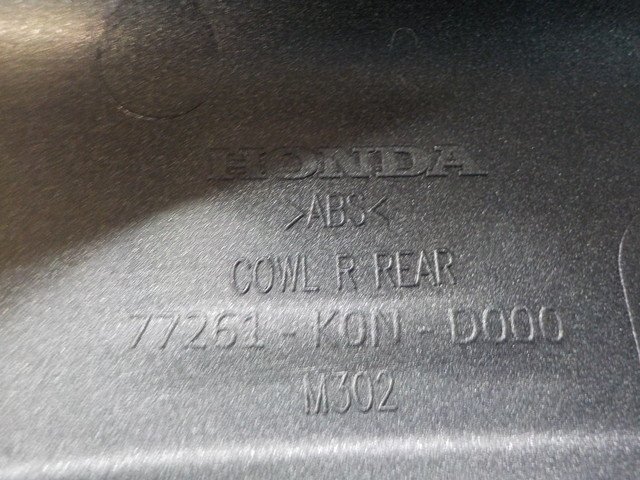 HONDA
>ABS<
COWL R REAR
77261-K0N-D000
M302